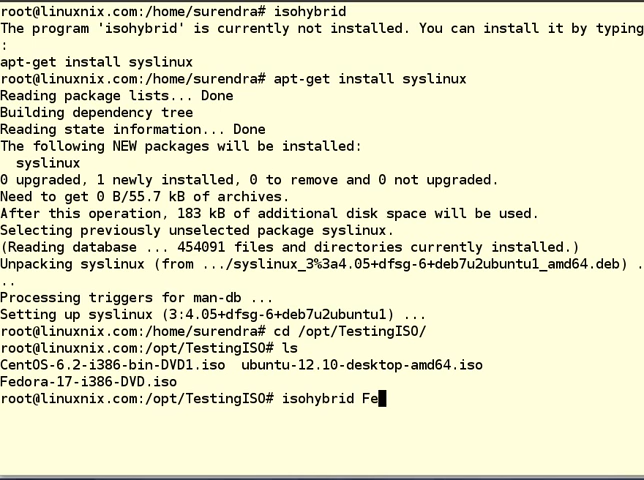 root@linuxnix.com:/home/surendra# isohybrid
The program 'isohybrid' is currently not installed. You can install it by typing
:
apt-get install syslinux
root@linuxnix.com:/home/surendra# apt-get install syslinux
Reading package lists... Done
Building dependency tree
Reading state information... Done
The following NEW packages will be installed:
  syslinux
0 upgraded, 1 newly installed, 0 to remove and 0 not upgraded.
Need to get 0 B/55.7 kB of archives.
After this operation, 183 kB of additional disk space will be used.
Selecting previously unselected package syslinux.
(Reading database ... 454091 files and directories currently installed.)
Unpacking syslinux (from .../syslinux_3%3a4.05+dfsg-6+deb7u2ubuntu1_amd64.deb) .
..
Processing triggers for man-db ...
Setting up syslinux (3:4.05+dfsg-6+deb7u2ubuntu1) ...
root@linuxnix.com:/home/surendra# cd /opt/TestingISO/
root@linuxnix.com:/opt/TestingISO# ls
CentOS-6.2-i386-bin-DVD1.iso  ubuntu-12.10-desktop-amd64.iso
Fedora-17-i386-DVD.iso
root@linuxnix.com:/opt/TestingISO# isohybrid Fe